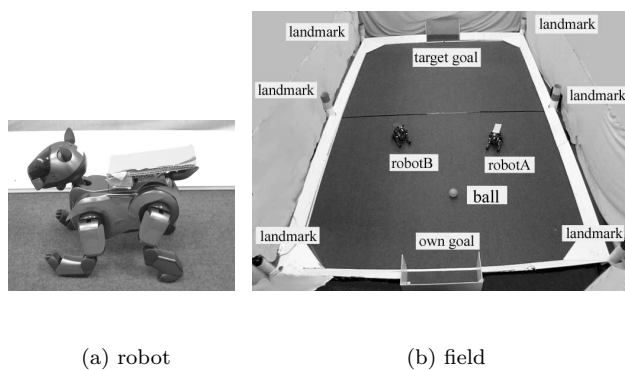 landmark
landmark
target goal
landmark
landmark
robotB
robotA
ball
landmark
own goal
landmark
(a) robot
(b) field